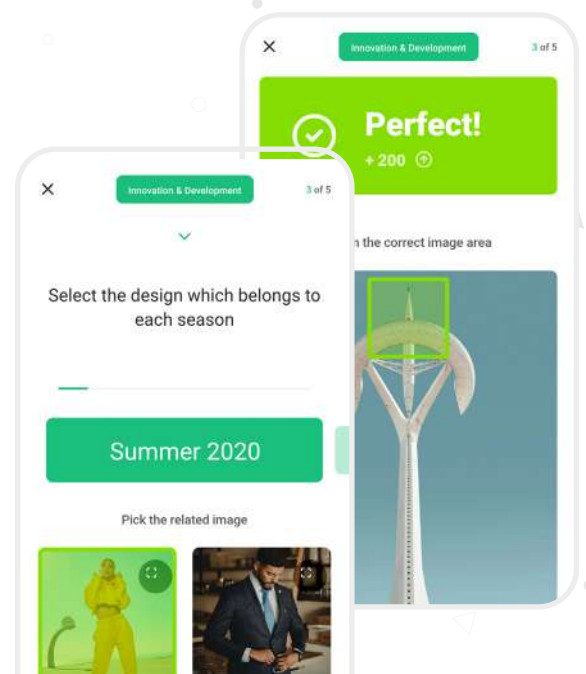 Innovation & Development
3 of 5
Perfect!
+ 200
the correct image area
Innovation & Development
3 of 5
Select the design which belongs to
each season
Summer 2020
Pick the related image